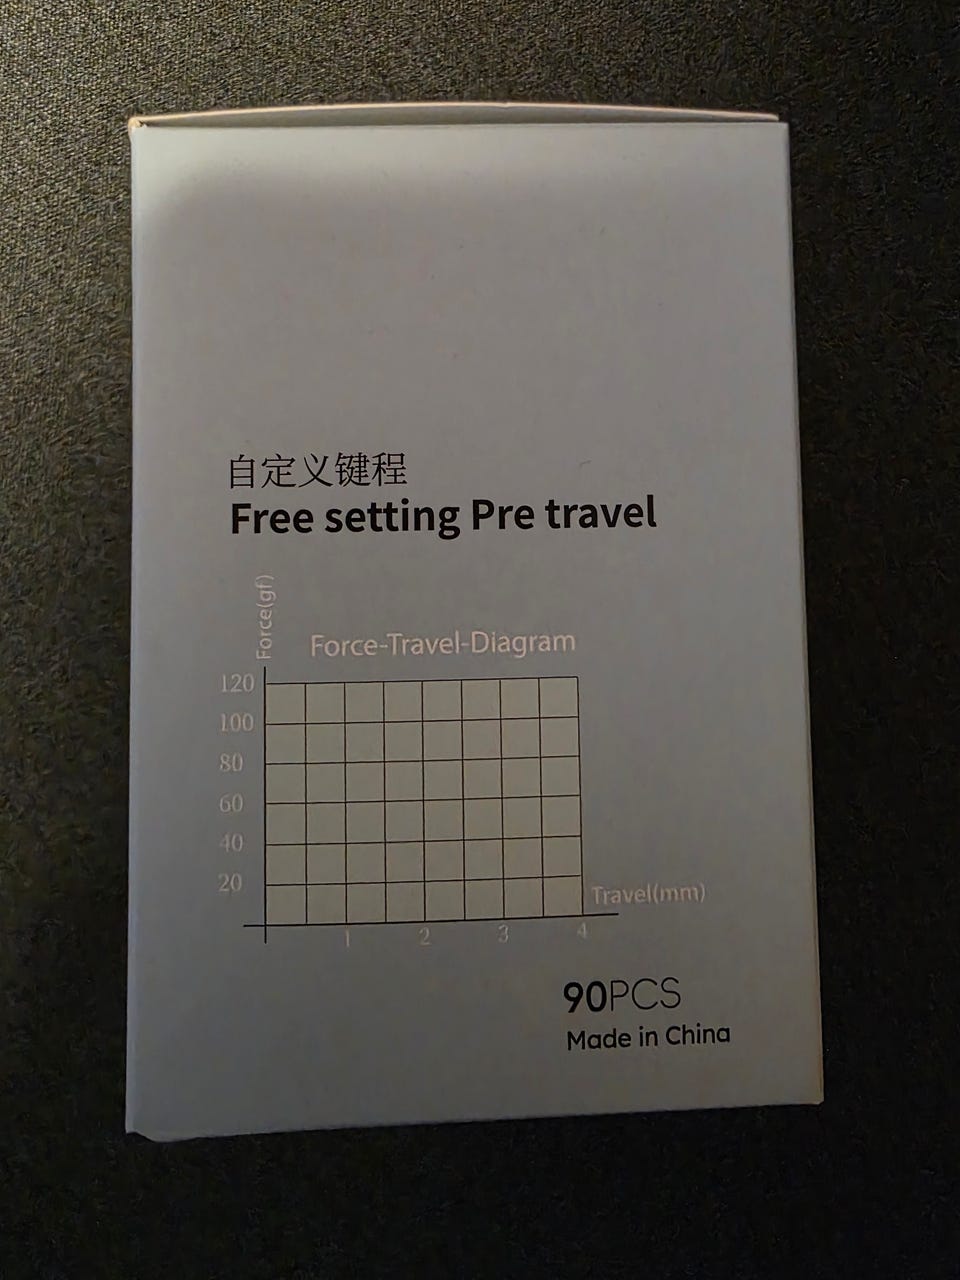 自定义键程
Free setting Pre travel
Force(gf)
Force-Travel-Diagram
120
100
80
60
40
20
Travel(mm)
1 2 3 4
90PCS
Made in China